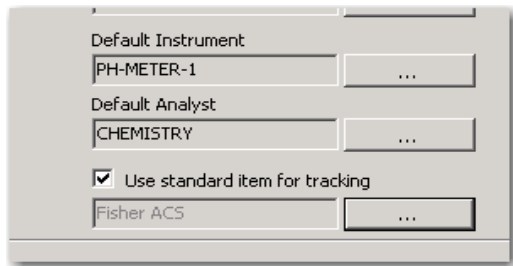 Default Instrument
PH-METER-1 ...
Default Analyst
CHEMISTRY ...
Use standard item for tracking
Fisher ACS ...